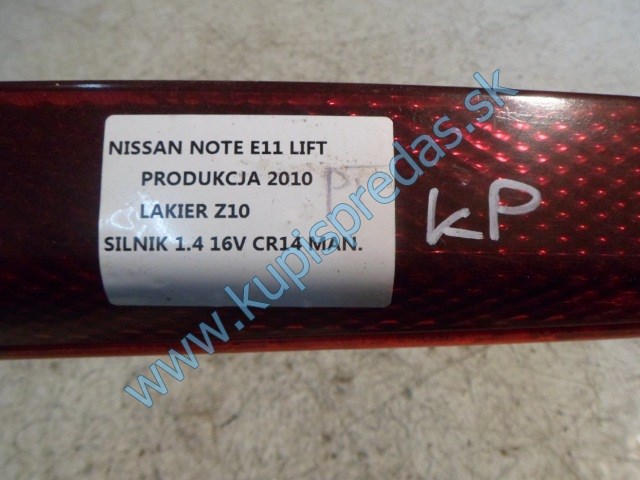 NISSAN NOTE E11 LIFT
PRODUKCJA 2010
LAKIER Z10
SILNIK 1.4 16V CR14 MAN.
P
KP
www.kupispredas.sk